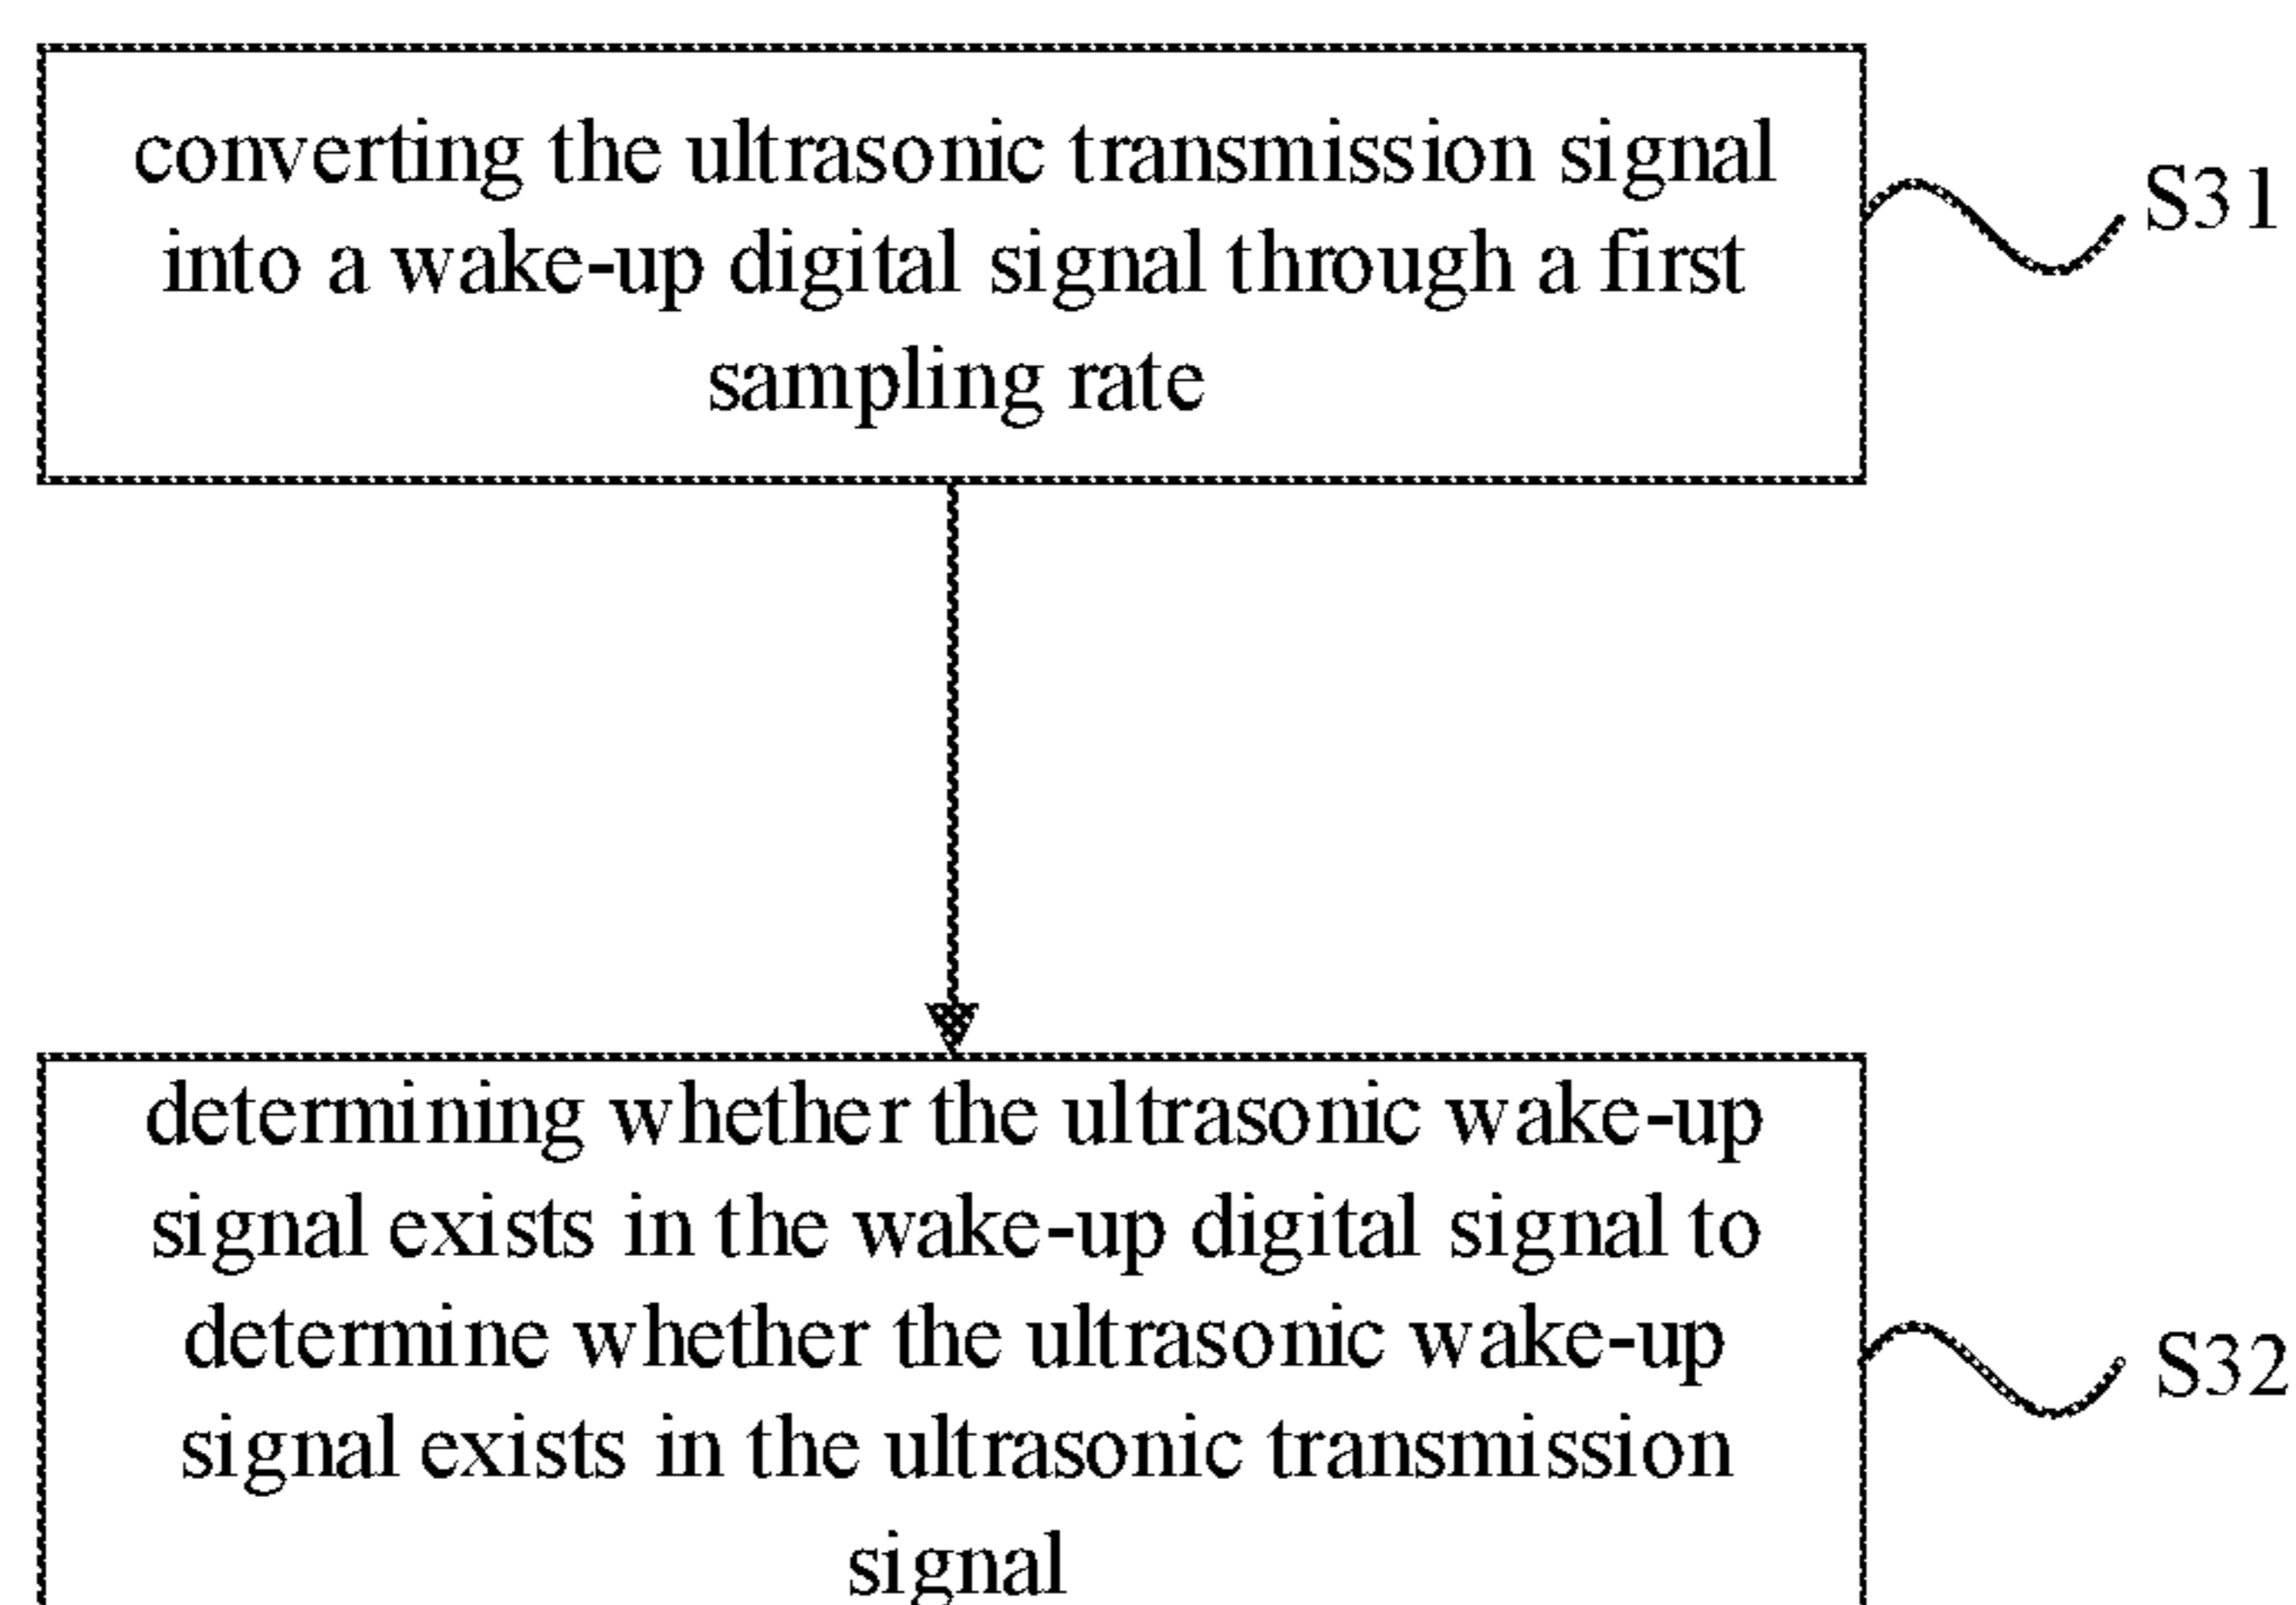 converting the ultrasonic transmission signal
into a wake-up digital signal through a first
sampling rate
S31
determining whether the ultrasonic wake-up
signal exists in the wake-up digital signal to
determine whether the ultrasonic wake-up
signal exists in the ultrasonic transmission
signal
S32